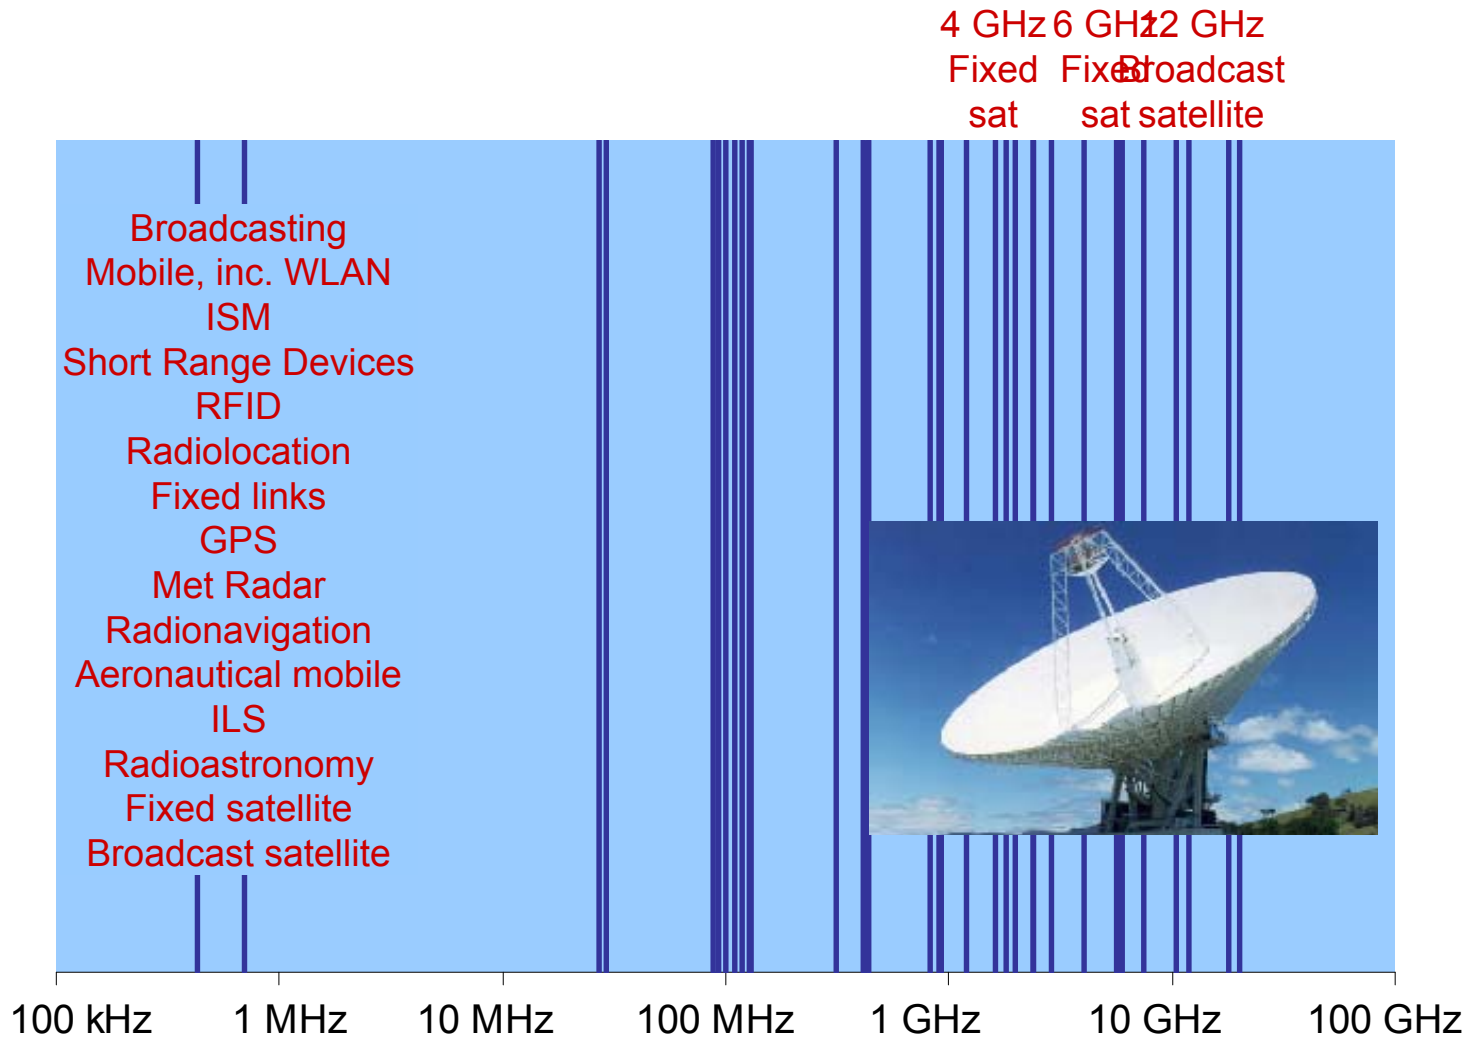 4 GHz 6 GHz 12 GHz
Fixed Fixed Broadcast
sat sat satellite
Broadcasting
Mobile, inc. WLAN
ISM
Short Range Devices
RFID
Radiolocation
Fixed links
GPS
Met Radar
Radionavigation
Aeronautical mobile
ILS
Radioastronomy
Fixed satellite
Broadcast satellite
100 kHz 1 MHz 10 MHz 100 MHz 1 GHz 10 GHz 100 GHz